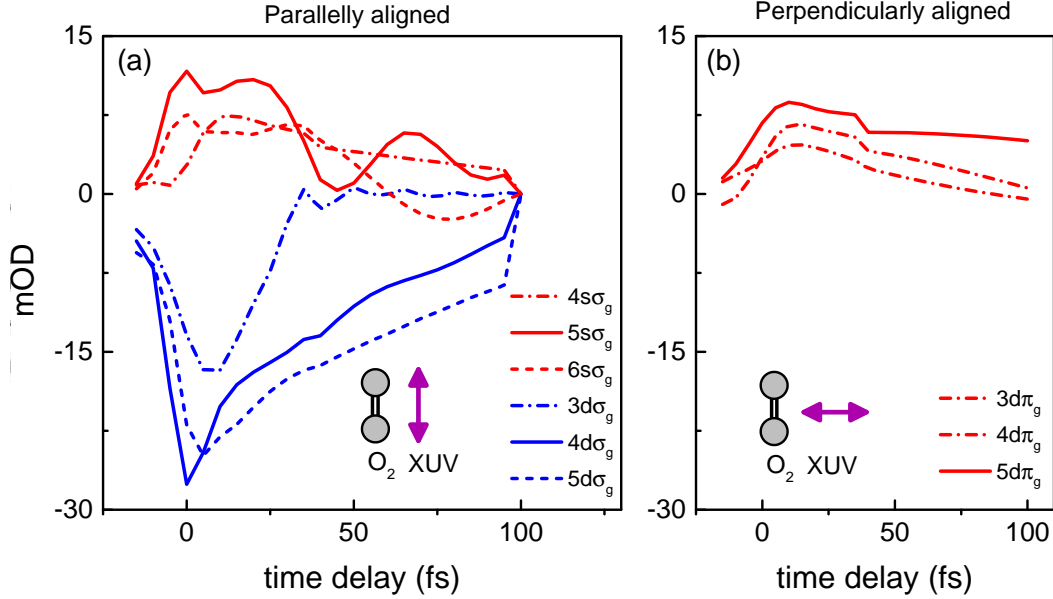 Parallelly aligned
Perpendicularly aligned
15
(a)
0
-15
-30
mOD
4sσg
5sσg
6sσg
3dσg
4dσg
5dσg
O2 XUV
0
50
100
time delay (fs)
15
(b)
0
-15
-30
3dπg
4dπg
5dπg
O2 XUV
0
50
100
time delay (fs)